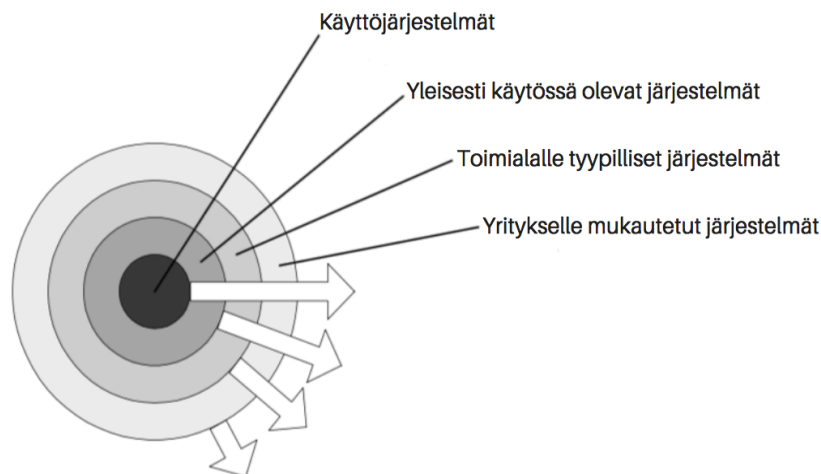 Käyttöjärjestelmät
Yleisesti käytössä olevat järjestelmät
Toimialalle tyypilliset järjestelmät
Yritykselle mukautetut järjestelmät